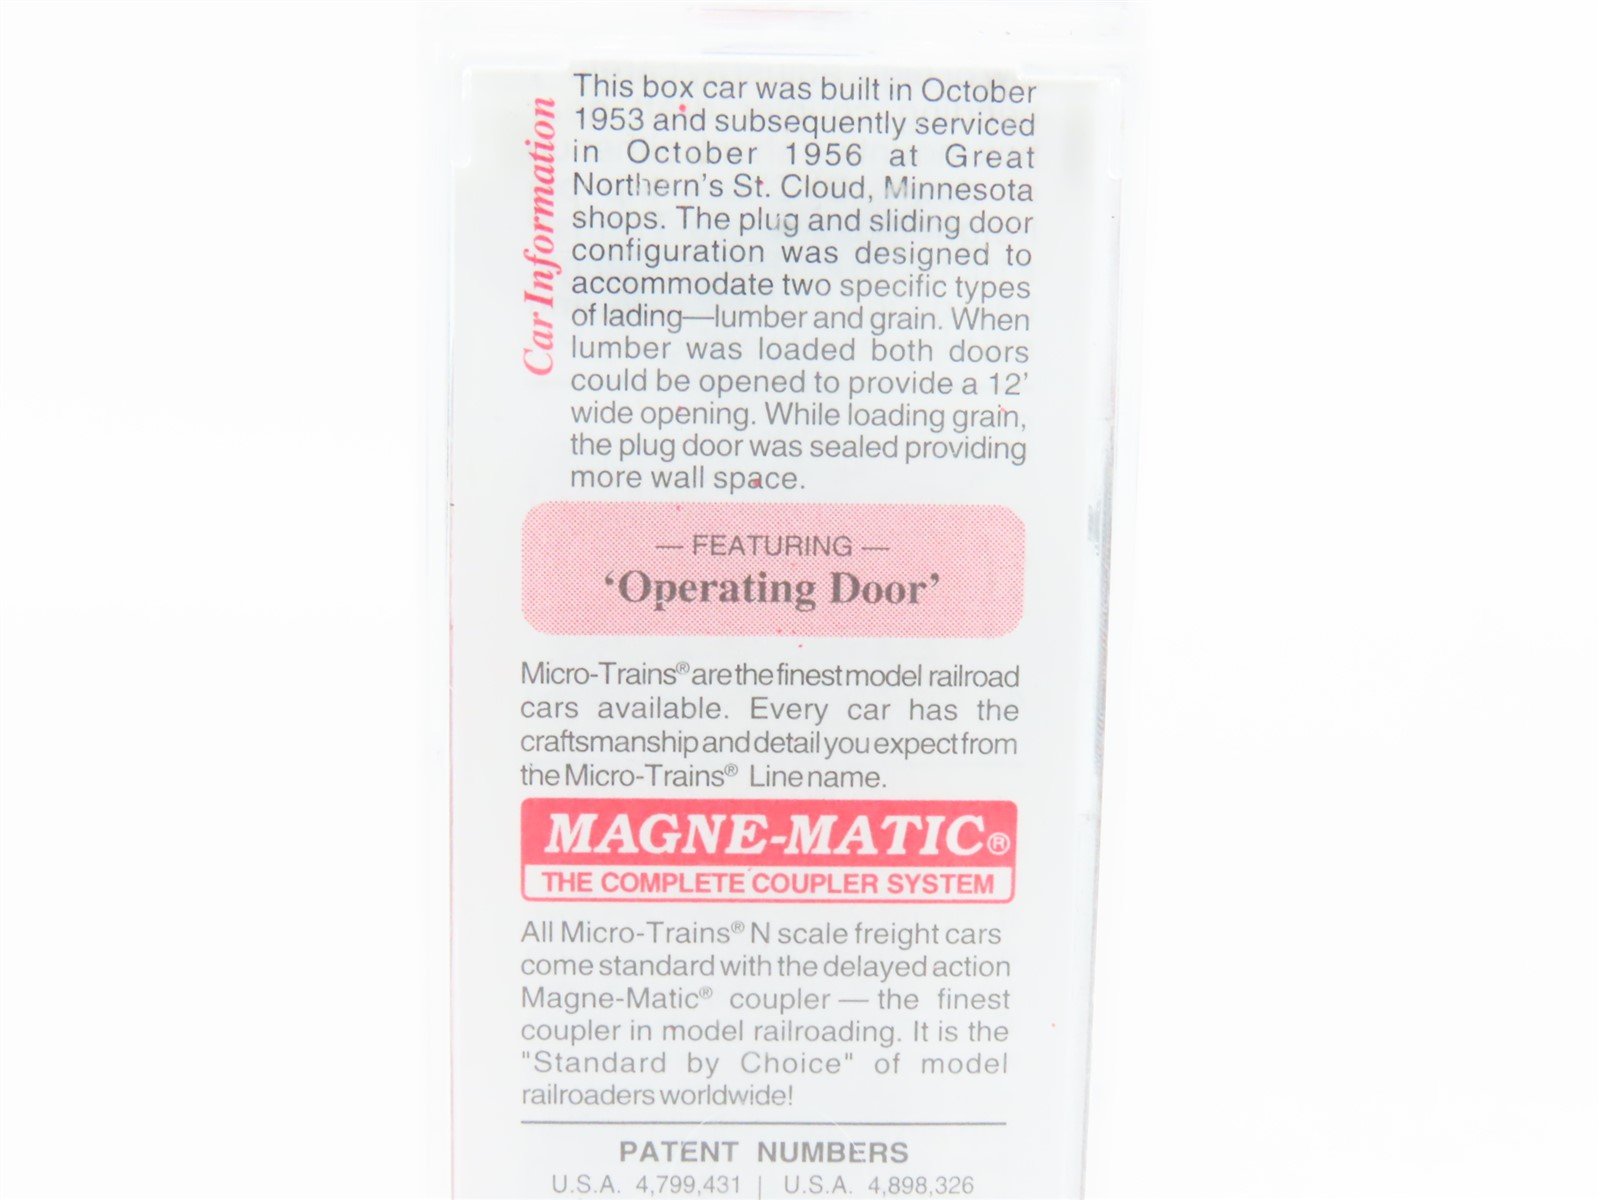 Car Information
This box car was built in October
1953 and subsequently serviced
in October 1956 at Great
Northern's St. Cloud, Minnesota
shops. The plug and sliding door
configuration was designed to
accommodate two specific types
of lading—lumber and grain. When
lumber was loaded both doors
could be opened to provide a 12'
wide opening. While loading grain,
the plug door was sealed providing
more wall space.
— FEATURING —
'Operating Door'
Micro-Trains® are the finest model railroad
cars available. Every car has the
craftsmanship and detail you expect from
the Micro-Trains® Line name.
MAGNE-MATIC®
THE COMPLETE COUPLER SYSTEM
All Micro-Trains® N scale freight cars
come standard with the delayed action
Magne-Matic® coupler — the finest
coupler in model railroading. It is the
"Standard by Choice" of model
railroaders worldwide!
PATENT NUMBERS
U.S.A. 4,799,431 | U.S.A. 4,898,326